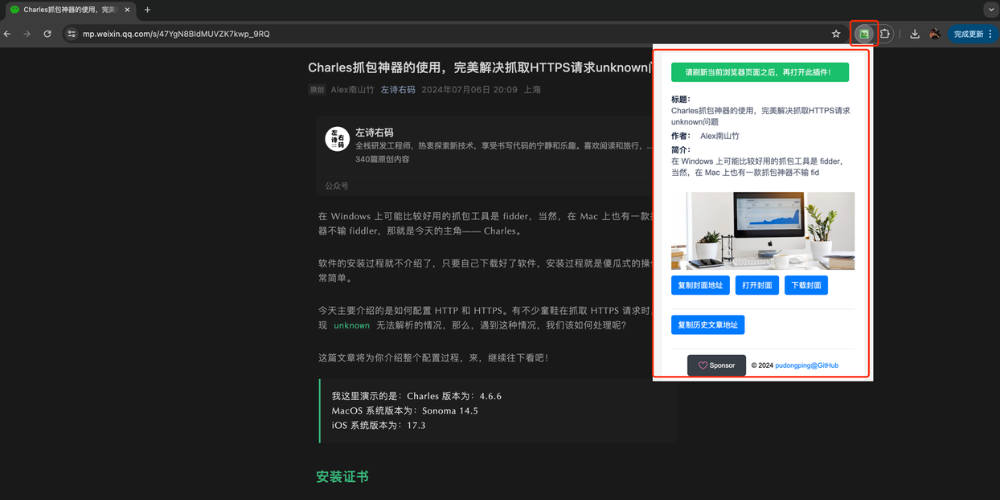 Charles抓包神器的使用，完美
mp.weixin.qq.com/s/47YgN8BIdMUVZK7kwp_9RQ
完成更新
Charles抓包神器的使用，完美解决抓取HTTPS请求unknown问
原创 Alex南山竹 左诗右码 2024年07月06日 20:09 上海
左诗右码
左诗右码
全栈研发工程师，热衷探索新技术，享受书写代码的宁静和乐趣。喜欢阅读和旅行，...
340篇原创内容
公众号
在 Windows 上可能比较好用的抓包工具是 fidder，当然，在 Mac 上也有一款
器不输 fiddler，那就是今天的主角—— Charles。
软件的安装过程就不介绍了，只要自己下载好了软件，安装过程就是傻瓜式的操
常简单。
今天主要介绍的是如何配置 HTTP 和 HTTPS。有不少童鞋在抓取 HTTPS 请求时
现 unknown 无法解析的情况，那么，遇到这种情况，我们该如何处理呢？
这篇文章将为你介绍整个配置过程，来，继续往下看吧！
我这里演示的是：Charles 版本为：4.6.6
MacOS 系统版本为：Sonoma 14.5
iOS 系统版本为：17.3
安装证书
请刷新当前浏览器页面之后，再打开此插件！
标题：
Charles抓包神器的使用，完美解决抓取HTTPS请求
unknown问题
作者： Alex南山竹
简介：
在 Windows 上可能比较好用的抓包工具是 fidder，
当然，在 Mac 上也有一款抓包神器不输 fid
复制封面地址 打开封面 下载封面
复制历史文章地址
Sponsor © 2024 pudongping@GitHub